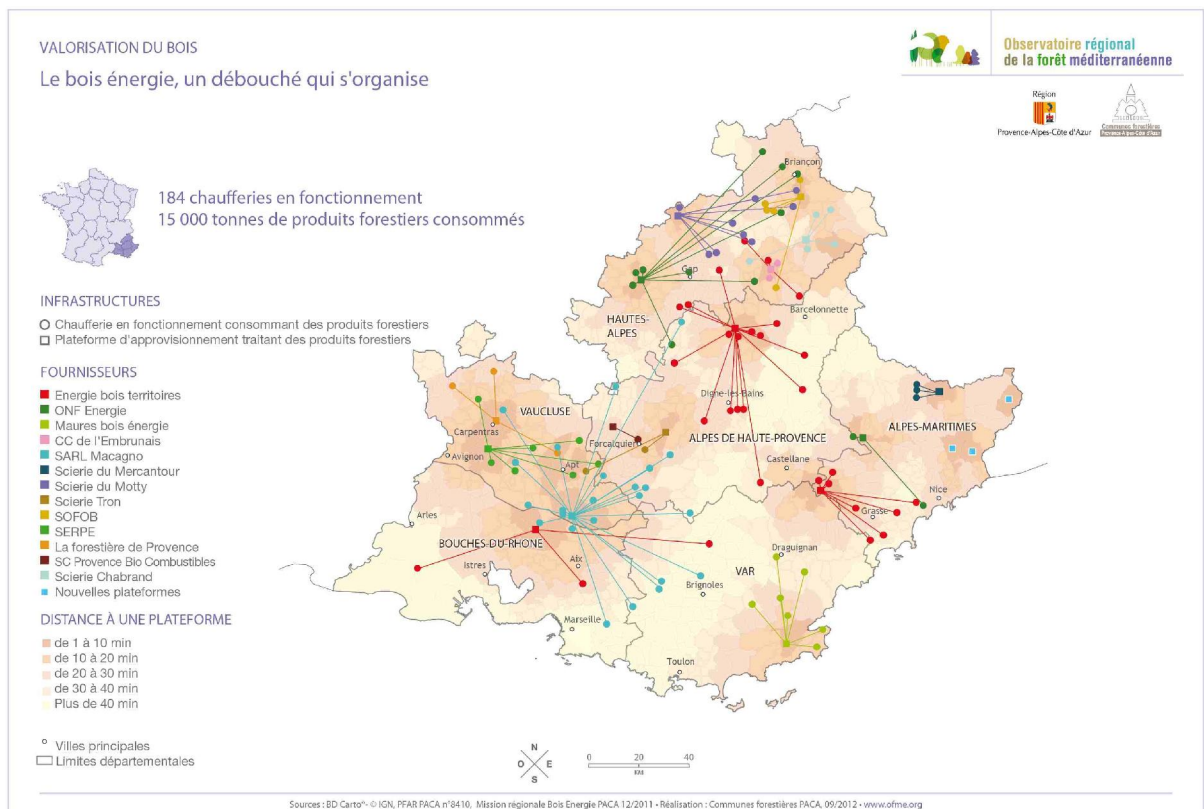 VALORISATION DU BOIS
Le bois énergie, un débouché qui s'organise
Observatoire régional
de la forêt méditerranéenne
Région
Provence-Alpes-Côte d'Azur
Communes forestières
Provence-Alpes-Côte d'Azur
184 chaufferies en fonctionnement
15 000 tonnes de produits forestiers consommés
INFRASTRUCTURES
Chaufferie en fonctionnement consommant des produits forestiers
Plateforme d'approvisionnement traitant des produits forestiers
FOURNISSEURS
Energie bois territoires
ONF Energie
Maures bois énergie
CC de l'Embrunais
SARL Macagno
Scierie du Mercantour
Scierie du Motty
Scierie Tron
SOFOB
SERPE
La forestière de Provence
SC Provence Bio Combustibles
Scierie Chabrand
Nouvelles plateformes
DISTANCE À UNE PLATEFORME
de 1 à 10 min
de 10 à 20 min
de 20 à 30 min
de 30 à 40 min
Plus de 40 min
Villes principales
Limites départementales
Briançon
Gap
HAUTES-
ALPES
Barcelonnette
Digne-les-Bains
VAUCLUSE
Carpentras
Forcalquier
ALPES DE HAUTE-PROVENCE
ALPES-MARITIMES
Avignon
Apt
Castellane
Nice
Arles
Grasse
BOUCHES-DU-RHONE
Draguignan
Istres
Aix
VAR
Brignoles
Marseille
Toulon
N
O E
S
0 20 40
KM
Sources : BD Carto® - © IGN, PFAR PACA n°8410, Mission régionale Bois Energie PACA 12/2011 • Réalisation : Communes forestières PACA, 09/2012 • www.ofme.org